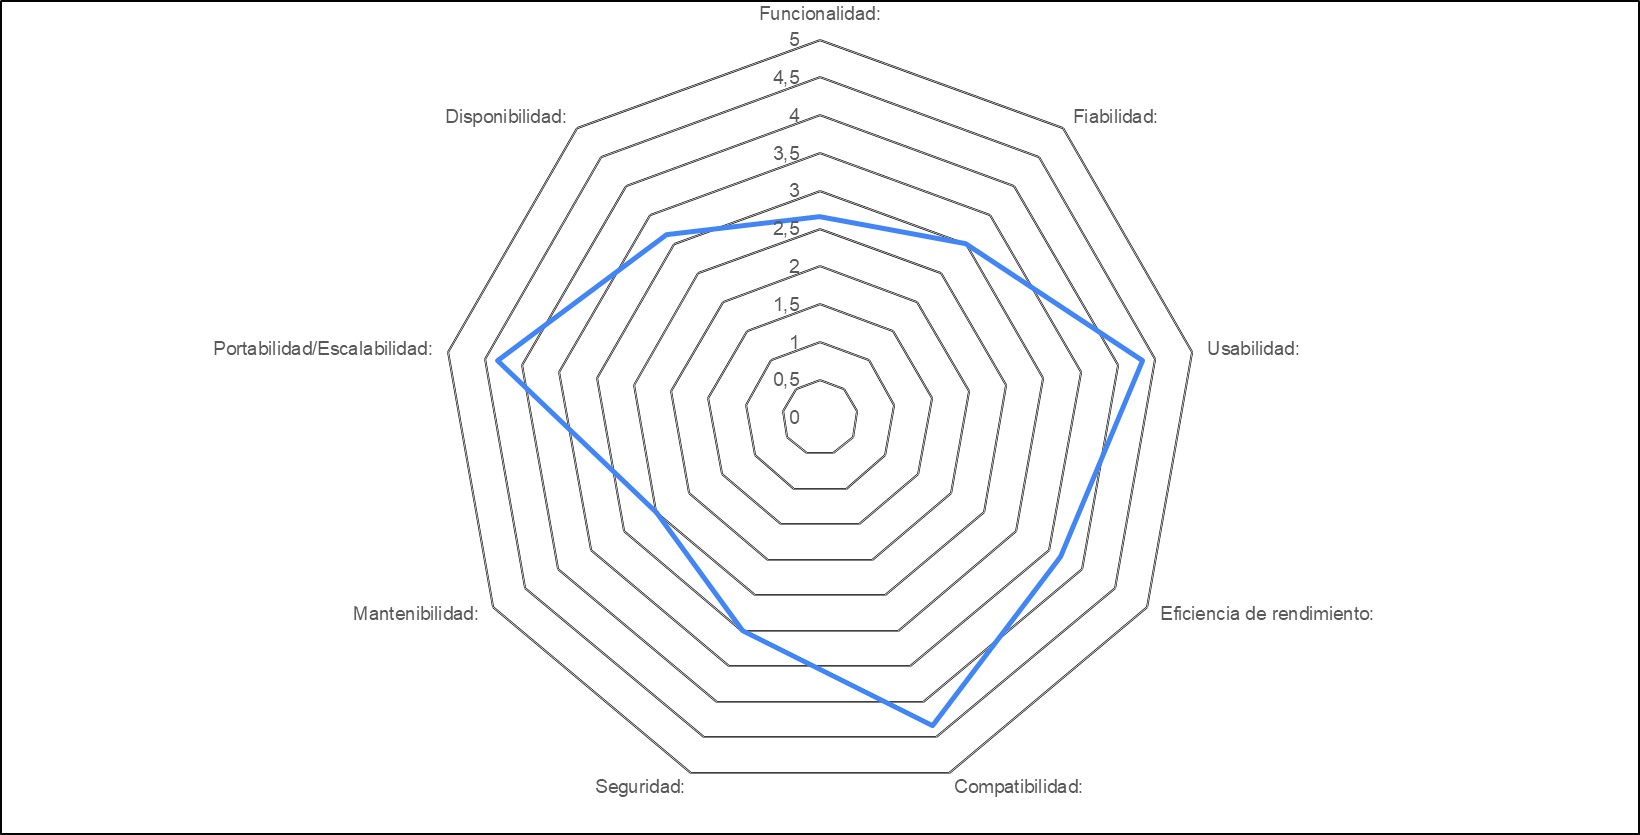 Funcionalidad:
5
4,5
4
3,5
3
2,5
2
1,5
1
0,5
0
Fiabilidad:
Usabilidad:
Eficiencia de rendimiento:
Compatibilidad:
Seguridad:
Mantenibilidad:
Portabilidad/Escalabilidad:
Disponibilidad: